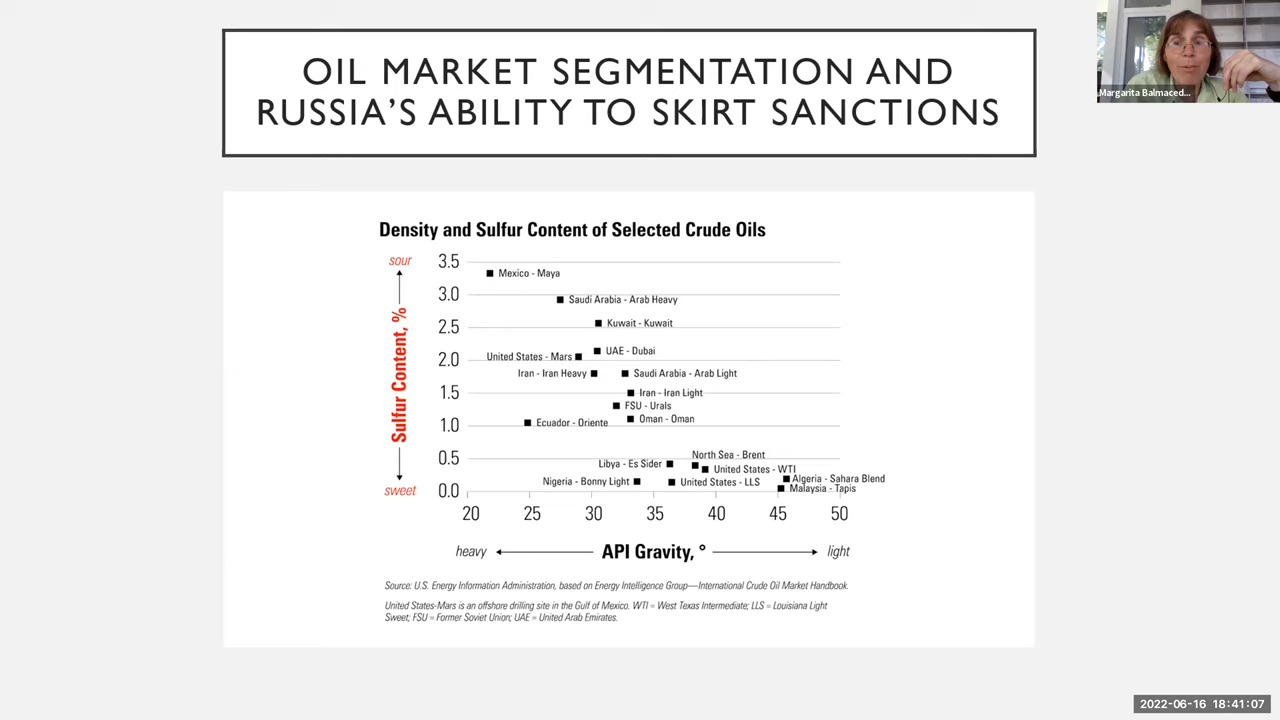 OIL MARKET SEGMENTATION AND
RUSSIA'S ABILITY TO SKIRT SANCTIONS
Margarita Balmaced...
Density and Sulfur Content of Selected Crude Oils
sour
Sulfur Content, %
sweet
3.5
3.0
2.5
2.0
1.5
1.0
0.5
0.0
Mexico - Maya
Saudi Arabia - Arab Heavy
Kuwait - Kuwait
UAE - Dubai
United States - Mars
Iran - Iran Heavy
Saudi Arabia - Arab Light
Iran - Iran Light
FSU - Urals
Oman - Oman
Ecuador - Oriente
North Sea - Brent
Libya - Es Sider
United States - WTI
Algeria - Sahara Blend
Nigeria - Bonny Light
United States - LLS
Malaysia - Tapis
20 25 30 35 40 45 50
heavy API Gravity, ° light
Source: U.S. Energy Information Administration, based on Energy Intelligence Group—International Crude Oil Market Handbook.
United States-Mars is an offshore drilling site in the Gulf of Mexico. WTI = West Texas Intermediate; LLS = Louisiana Light
Sweet; FSU = Former Soviet Union; UAE = United Arab Emirates.
2022-06-16 18:41:07